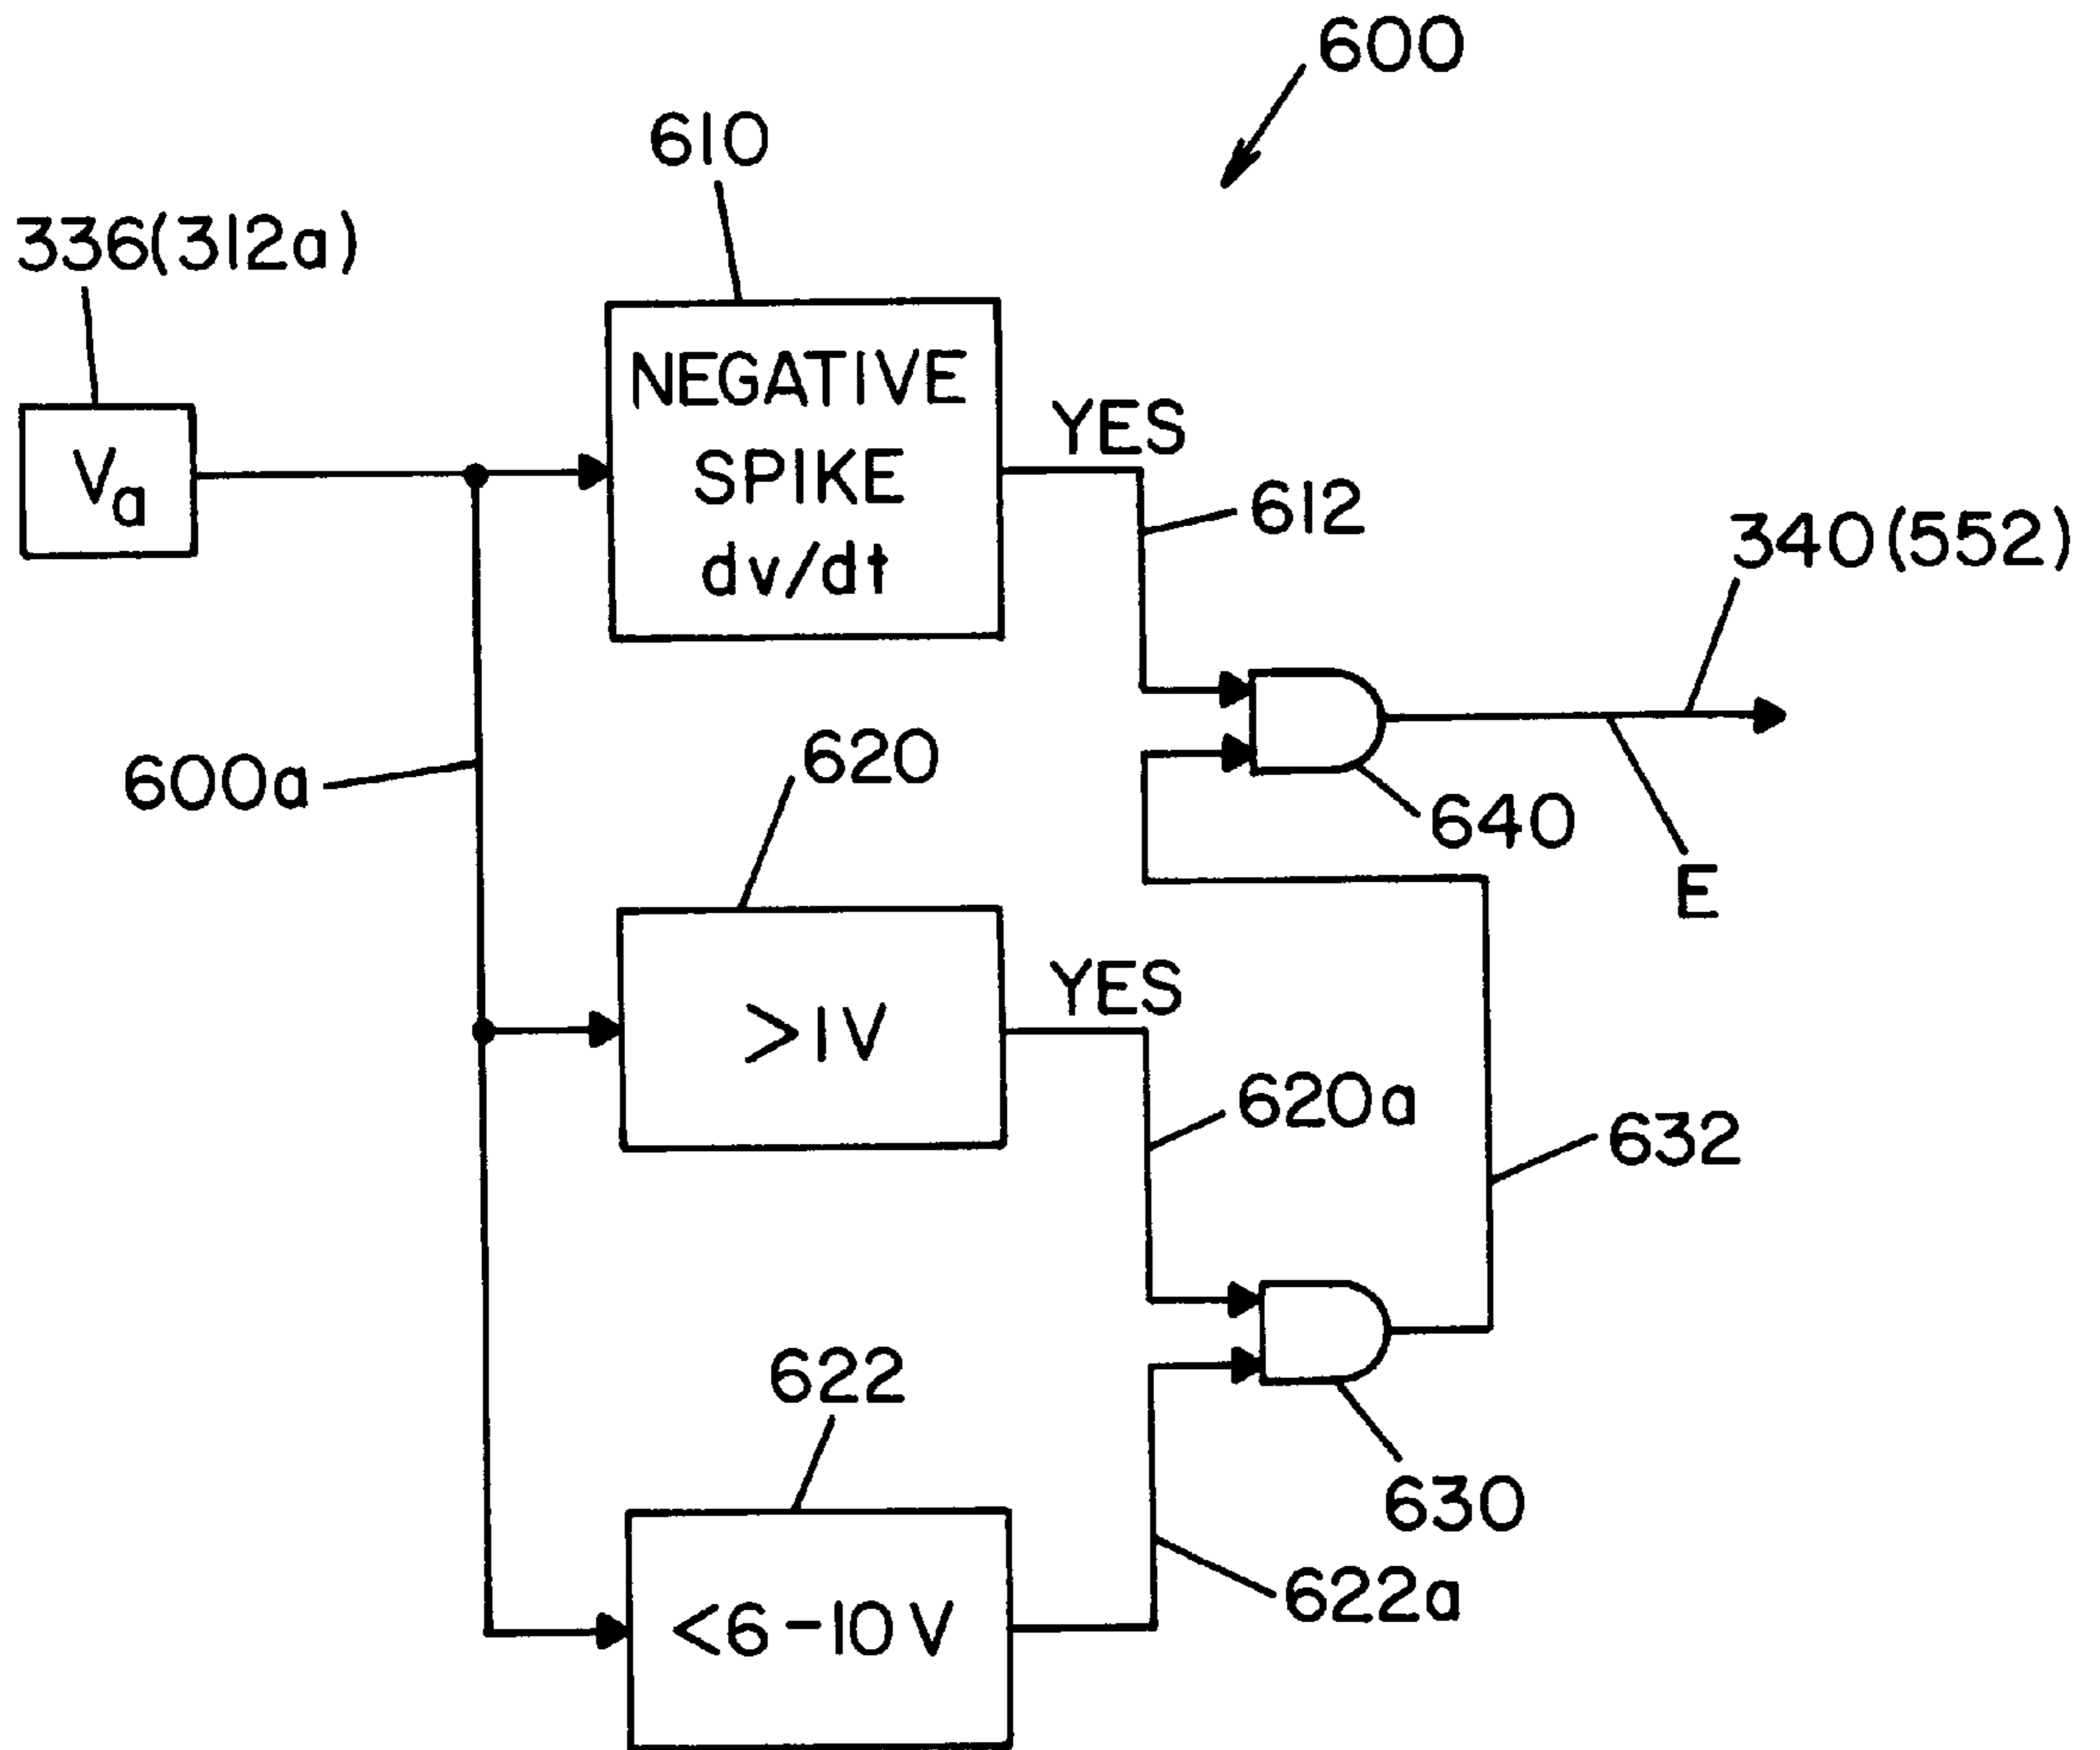 600
610
336(312a)
NEGATIVE
SPIKE
dv/dt
YES
Va
612
340(552)
620
600a
640
E
>1V
YES
620a
632
622
630
<6-10V
622a